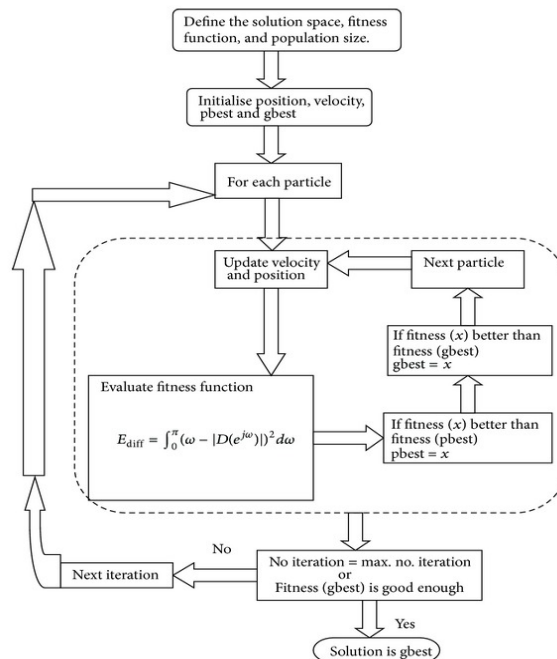 Define the solution space, fitness
function, and population size.
Initialise position, velocity,
pbest and gbest
For each particle
Update velocity
and position
Next particle
If fitness (x) better than
fitness (gbest)
gbest = x
Evaluate fitness function
E_diff = ∫_0^π (ω − |D(e^{jω})|)^2 dω
If fitness (x) better than
fitness (pbest)
pbest = x
No
Next iteration
No iteration = max. no. iteration
or
Fitness (gbest) is good enough
Yes
Solution is gbest